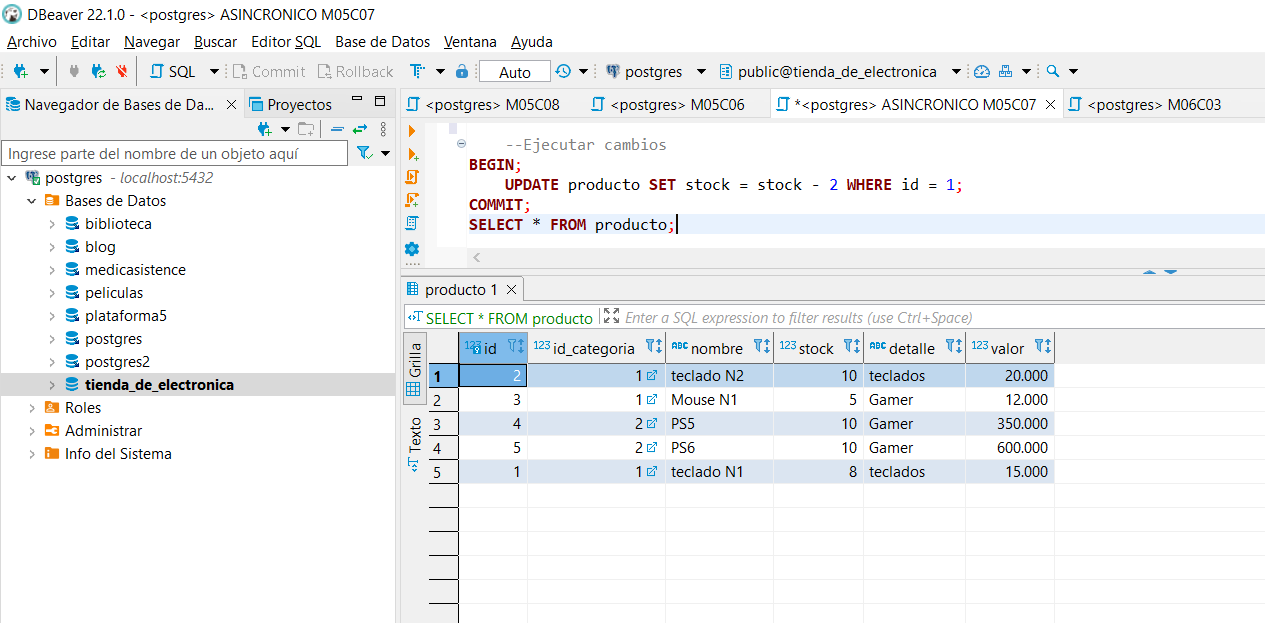 DBeaver 22.1.0 - <postgres> ASINCRONICO M05C07
Archivo Editar Navegar Buscar Editor SQL Base de Datos Ventana Ayuda
SQL Commit Rollback Auto postgres public@tienda_de_electronica
Navegador de Bases de Da... Proyectos
Ingrese parte del nombre de un objeto aquí
postgres - localhost:5432
Bases de Datos
biblioteca
blog
medicasistence
peliculas
plataforma5
postgres
postgres2
tienda_de_electronica
Roles
Administrar
Info del Sistema
<postgres> M05C08 <postgres> M05C06 *<postgres> ASINCRONICO M05C07 <postgres> M06C03
--Ejecutar cambios
BEGIN;
UPDATE producto SET stock = stock - 2 WHERE id = 1;
COMMIT;
SELECT * FROM producto;
producto 1
SELECT * FROM producto Enter a SQL expression to filter results (use Ctrl+Space)
Grilla
Texto
123 id 123 id_categoria ABC nombre 123 stock ABC detalle 123 valor
1 2 1 teclado N2 10 teclados 20.000
2 3 1 Mouse N1 5 Gamer 12.000
3 4 2 PS5 10 Gamer 350.000
4 5 2 PS6 10 Gamer 600.000
5 1 1 teclado N1 8 teclados 15.000